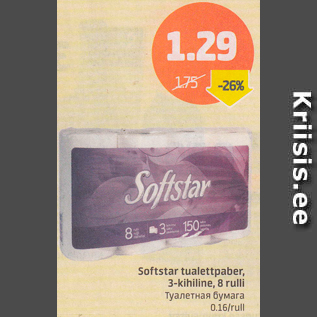 1.29
1.75
-26%
Softstar
8
3
150
Softstar tualettpaber,
3-kihiline, 8 rulli
Туалетная бумага
0.16/rull
Kriisis.ee